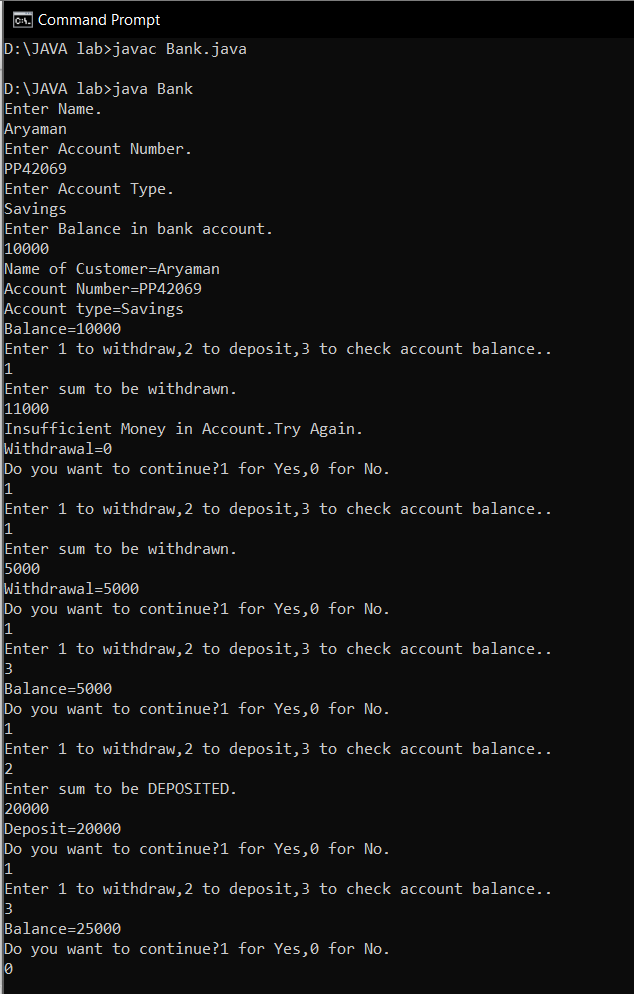 Command Prompt
D:\JAVA lab>javac Bank.java
D:\JAVA lab>java Bank
Enter Name.
Aryaman
Enter Account Number.
PP42069
Enter Account Type.
Savings
Enter Balance in bank account.
10000
Name of Customer=Aryaman
Account Number=PP42069
Account type=Savings
Balance=10000
Enter 1 to withdraw,2 to deposit,3 to check account balance..
1
Enter sum to be withdrawn.
11000
Insufficient Money in Account.Try Again.
Withdrawal=0
Do you want to continue?1 for Yes,0 for No.
1
Enter 1 to withdraw,2 to deposit,3 to check account balance..
1
Enter sum to be withdrawn.
5000
Withdrawal=5000
Do you want to continue?1 for Yes,0 for No.
1
Enter 1 to withdraw,2 to deposit,3 to check account balance..
3
Balance=5000
Do you want to continue?1 for Yes,0 for No.
1
Enter 1 to withdraw,2 to deposit,3 to check account balance..
2
Enter sum to be DEPOSITED.
20000
Deposit=20000
Do you want to continue?1 for Yes,0 for No.
1
Enter 1 to withdraw,2 to deposit,3 to check account balance..
3
Balance=25000
Do you want to continue?1 for Yes,0 for No.
0